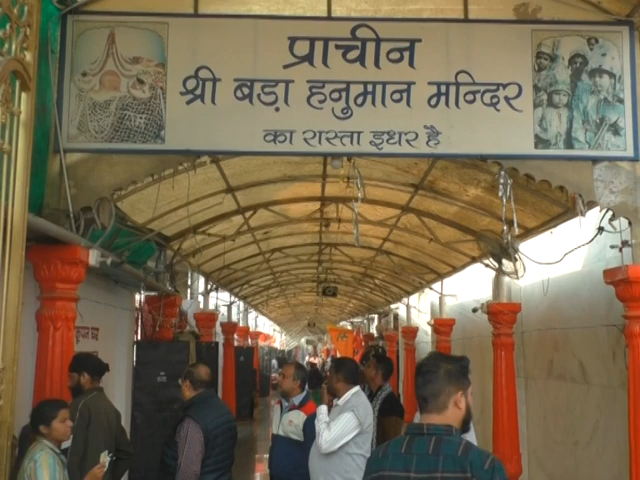 प्राचीन
श्री बड़ा हनुमान मन्दिर
का रास्ता इधर है